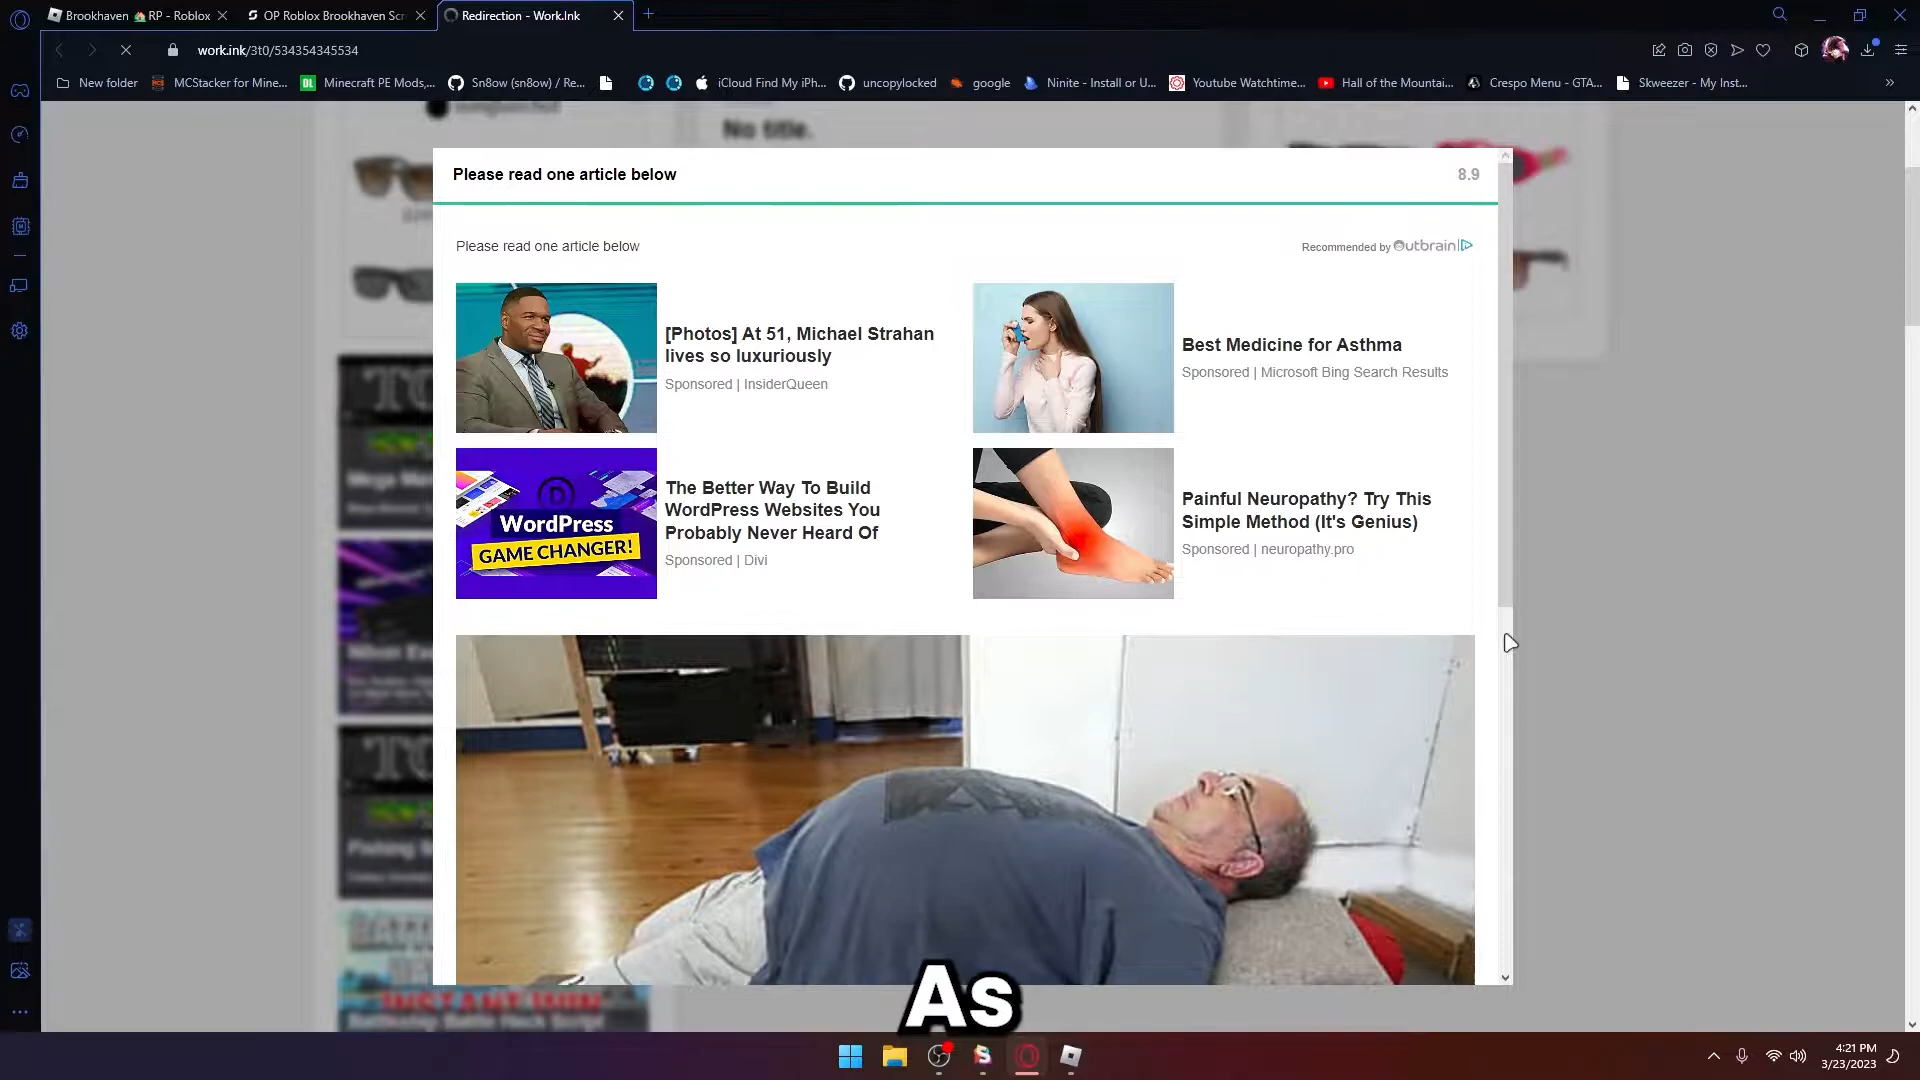 Brookhaven 🏠RP - Roblox
OP Roblox Brookhaven Scr
Redirection - Work.Ink
work.ink/3t0/534354345534
New folder
MCStacker for Mine...
Minecraft PE Mods,...
Sn8ow (sn8ow) / Re...
iCloud Find My iPh...
uncopylocked
google
Ninite - Install or U...
Youtube Watchtime...
Hall of the Mountai...
Crespo Menu - GTA...
Skweezer - My Inst...
No title.
Please read one article below
8.9
Please read one article below
Recommended by Outbrain
[Photos] At 51, Michael Strahan
lives so luxuriously
Sponsored | InsiderQueen
Best Medicine for Asthma
Sponsored | Microsoft Bing Search Results
WordPress
GAME CHANGER!
The Better Way To Build
WordPress Websites You
Probably Never Heard Of
Sponsored | Divi
Painful Neuropathy? Try This
Simple Method (It's Genius)
Sponsored | neuropathy.pro
INSTANT WIN
Battleship Battle Hack Script
As
4:21 PM
3/23/2023